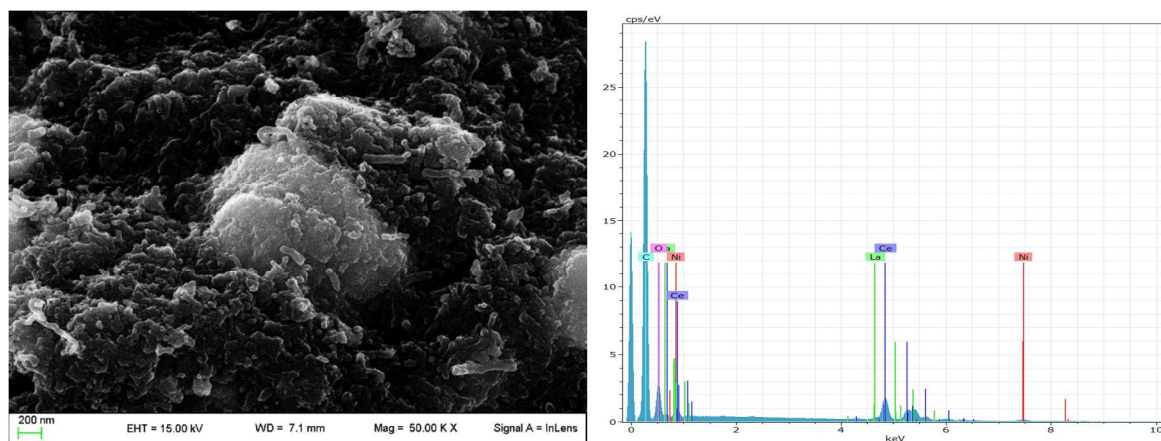 200 nm
EHT = 15.00 kV
WD = 7.1 mm
Mag = 50.00 K X
Signal A = InLens
cps/eV
25
20
15
10
5
0
C
O
Ni
Ce
La
Ce
Ni
0
2
4
6
8
10
keV